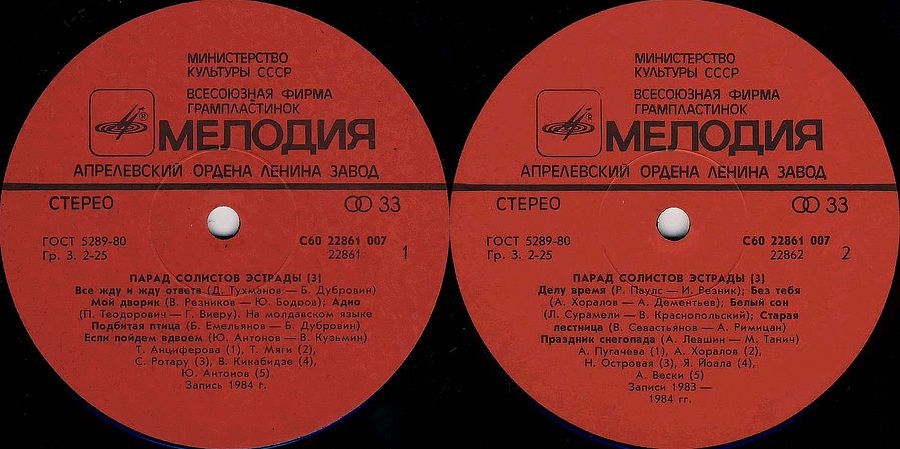 МИНИСТЕРСТВО
КУЛЬТУРЫ СССР
ВСЕСОЮЗНАЯ ФИРМА
ГРАМПЛАСТИНОК
® МЕЛОДИЯ
АПРЕЛЕВСКИЙ ОРДЕНА ЛЕНИНА ЗАВОД
СТЕРЕО 33
ГОСТ 5289-80 С60 22861 007
Гр. 3. 2-25 22861 1
ПАРАД СОЛИСТОВ ЭСТРАДЫ (3)
Все жду и жду ответа (Д. Тухманов — Б. Дубровин)
Мой дворик (В. Резников — Ю. Бодров); Адио
(П. Теодорович — Г. Виеру). На молдавском языке
Подбитая птица (Б. Емельянов — Б. Дубровин)
Если пойдем вдвоем (Ю. Антонов — В. Кузьмин)
Т. Анциферова (1), Т. Мяги (2),
С. Ротару (3), В. Кикабидзе (4),
Ю. Антонов (5)
Запись 1984 г.
МИНИСТЕРСТВО
КУЛЬТУРЫ СССР
ВСЕСОЮЗНАЯ ФИРМА
ГРАМПЛАСТИНОК
® МЕЛОДИЯ
АПРЕЛЕВСКИЙ ОРДЕНА ЛЕНИНА ЗАВОД
СТЕРЕО 33
ГОСТ 5289-80 С60 22861 007
Гр. 3. 2-25 22862 2
ПАРАД СОЛИСТОВ ЭСТРАДЫ (3)
Делу время (Р. Паулс — И. Резник); Без тебя
(А. Хоралов — А. Дементьев); Белый сон
(Л. Сурамели — В. Краснопольский); Старая
лестница (В. Севастьянов — А. Римицан)
Праздник снегопада (А. Левшин — М. Танич)
А. Пугачева (1), А. Хоралов (2),
Н. Островая (3), Я. Йоала (4),
А. Вески (5)
Записи 1983 —
1984 гг.